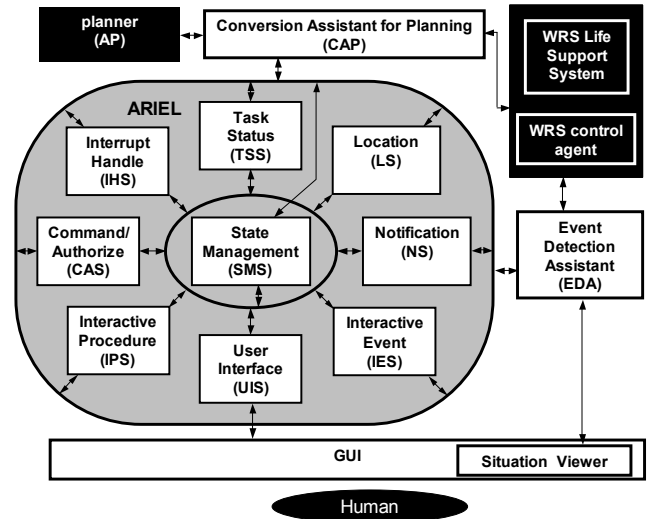 planner
(AP)
Conversion Assistant for Planning
(CAP)
WRS Life
Support
System
WRS control
agent
ARIEL
Task
Status
(TSS)
Interrupt
Handle
(IHS)
Location
(LS)
Command/
Authorize
(CAS)
State
Management
(SMS)
Notification
(NS)
Event
Detection
Assistant
(EDA)
Interactive
Procedure
(IPS)
User
Interface
(UIS)
Interactive
Event
(IES)
GUI
Situation Viewer
Human